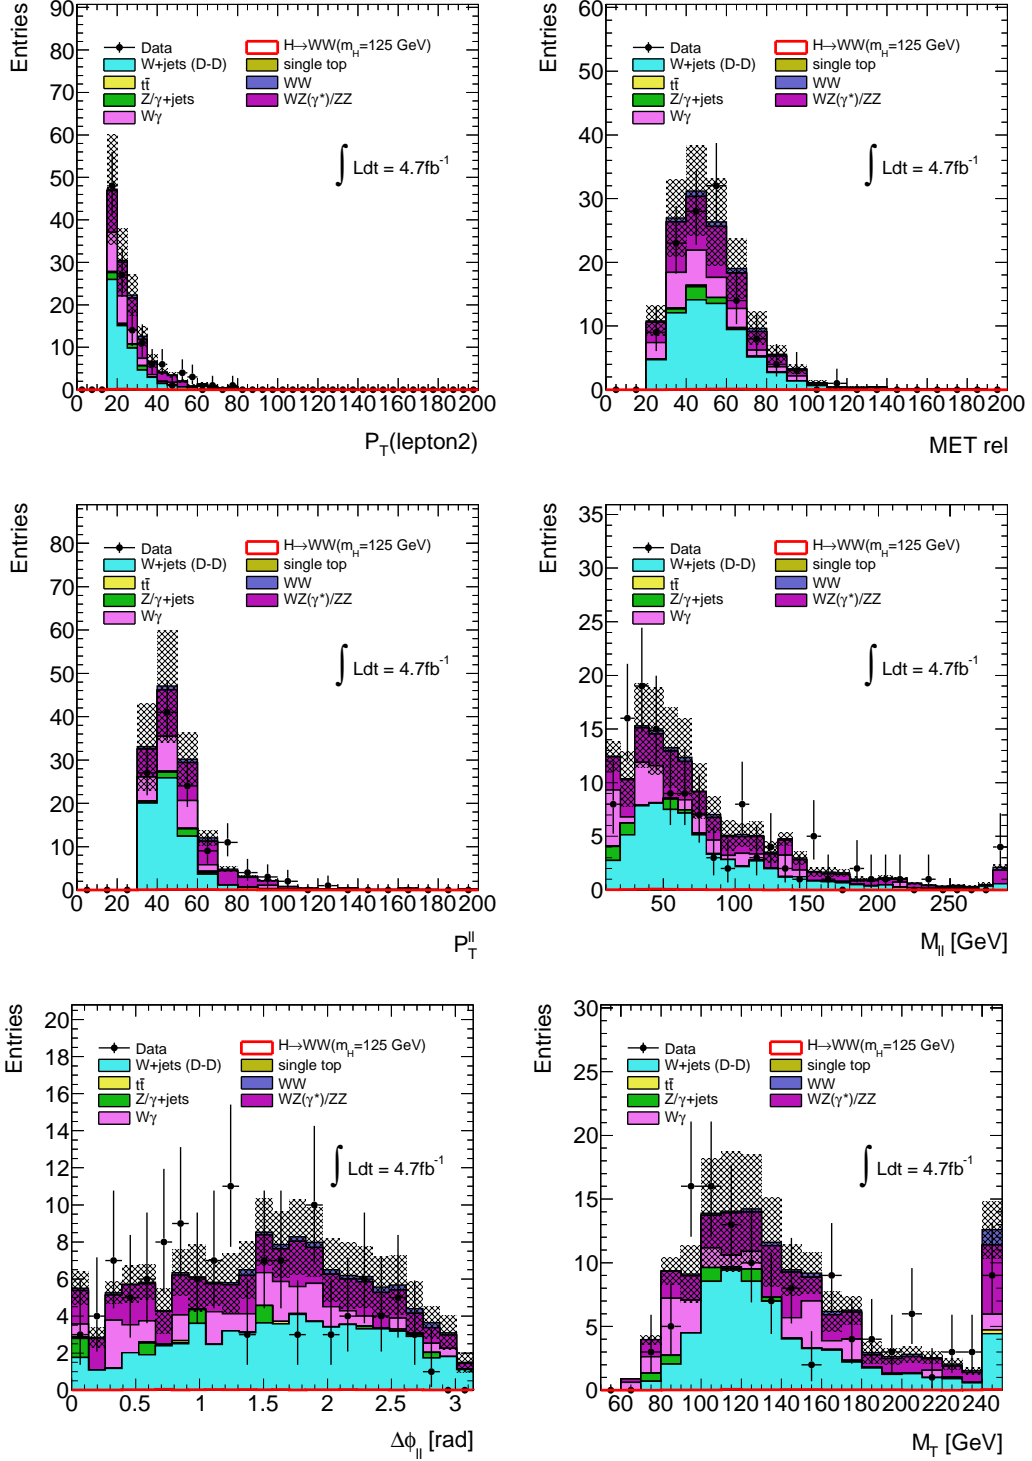 Entries
90
80
70
60
50
40
30
20
10
0
Data
W+jets (D-D)
tt̄
Z/γ+jets
Wγ
H→WW(m_H=125 GeV)
single top
WW
WZ(γ*)/ZZ
∫ Ldt = 4.7fb⁻¹
0 20 40 60 80 100 120 140 160 180 200
P_T(lepton2)
Entries
60
50
40
30
20
10
0
Data
W+jets (D-D)
tt̄
Z/γ+jets
Wγ
H→WW(m_H=125 GeV)
single top
WW
WZ(γ*)/ZZ
∫ Ldt = 4.7fb⁻¹
0 20 40 60 80 100 120 140 160 180 200
MET rel
Entries
80
70
60
50
40
30
20
10
0
Data
W+jets (D-D)
tt̄
Z/γ+jets
Wγ
H→WW(m_H=125 GeV)
single top
WW
WZ(γ*)/ZZ
∫ Ldt = 4.7fb⁻¹
0 20 40 60 80 100 120 140 160 180 200
P_T^ll
Entries
35
30
25
20
15
10
5
0
Data
W+jets (D-D)
tt̄
Z/γ+jets
Wγ
H→WW(m_H=125 GeV)
single top
WW
WZ(γ*)/ZZ
∫ Ldt = 4.7fb⁻¹
50 100 150 200 250
M_ll [GeV]
Entries
20
18
16
14
12
10
8
6
4
2
0
Data
W+jets (D-D)
tt̄
Z/γ+jets
Wγ
H→WW(m_H=125 GeV)
single top
WW
WZ(γ*)/ZZ
∫ Ldt = 4.7fb⁻¹
0 0.5 1 1.5 2 2.5 3
Δϕ_ll [rad]
Entries
30
25
20
15
10
5
0
Data
W+jets (D-D)
tt̄
Z/γ+jets
Wγ
H→WW(m_H=125 GeV)
single top
WW
WZ(γ*)/ZZ
∫ Ldt = 4.7fb⁻¹
60 80 100 120 140 160 180 200 220 240
M_T [GeV]